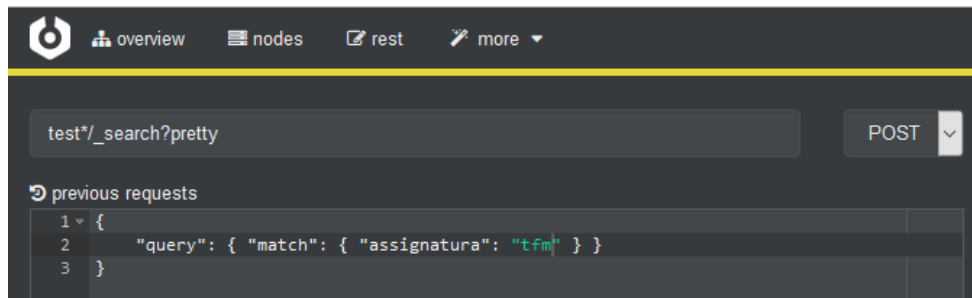 overview nodes rest more
test*/_search?pretty POST
previous requests
1 {
2 "query": { "match": { "assignatura": "tfm" } }
3 }